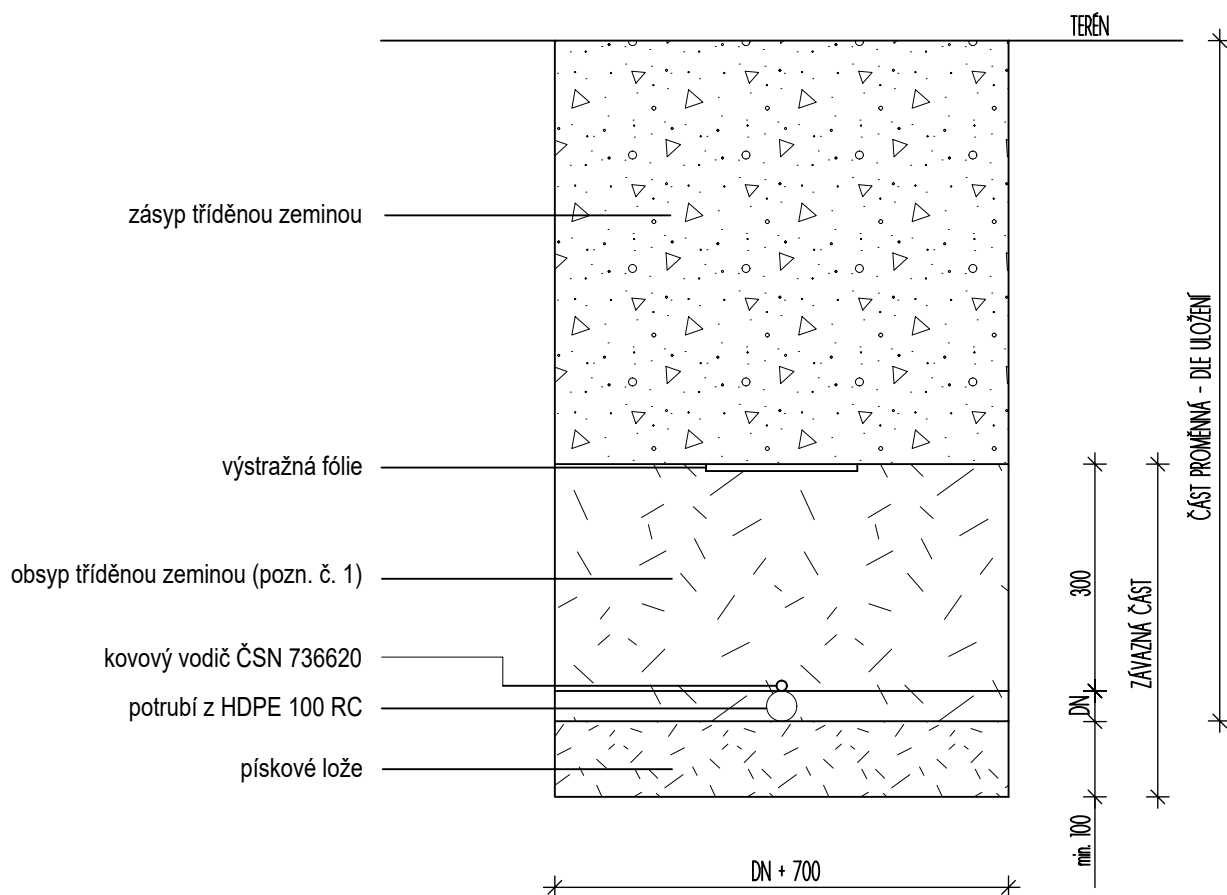 TERÉN
zásyp tříděnou zeminou
výstražná fólie
obsyp tříděnou zeminou (pozn. č. 1)
kovový vodič ČSN 736620
potrubí z HDPE 100 RC
pískové lože
300
DN
min. 100
ZÁVAZNÁ ČÁST
ČÁST PROMĚNNÁ - DLE ULOŽENÍ
DN + 700